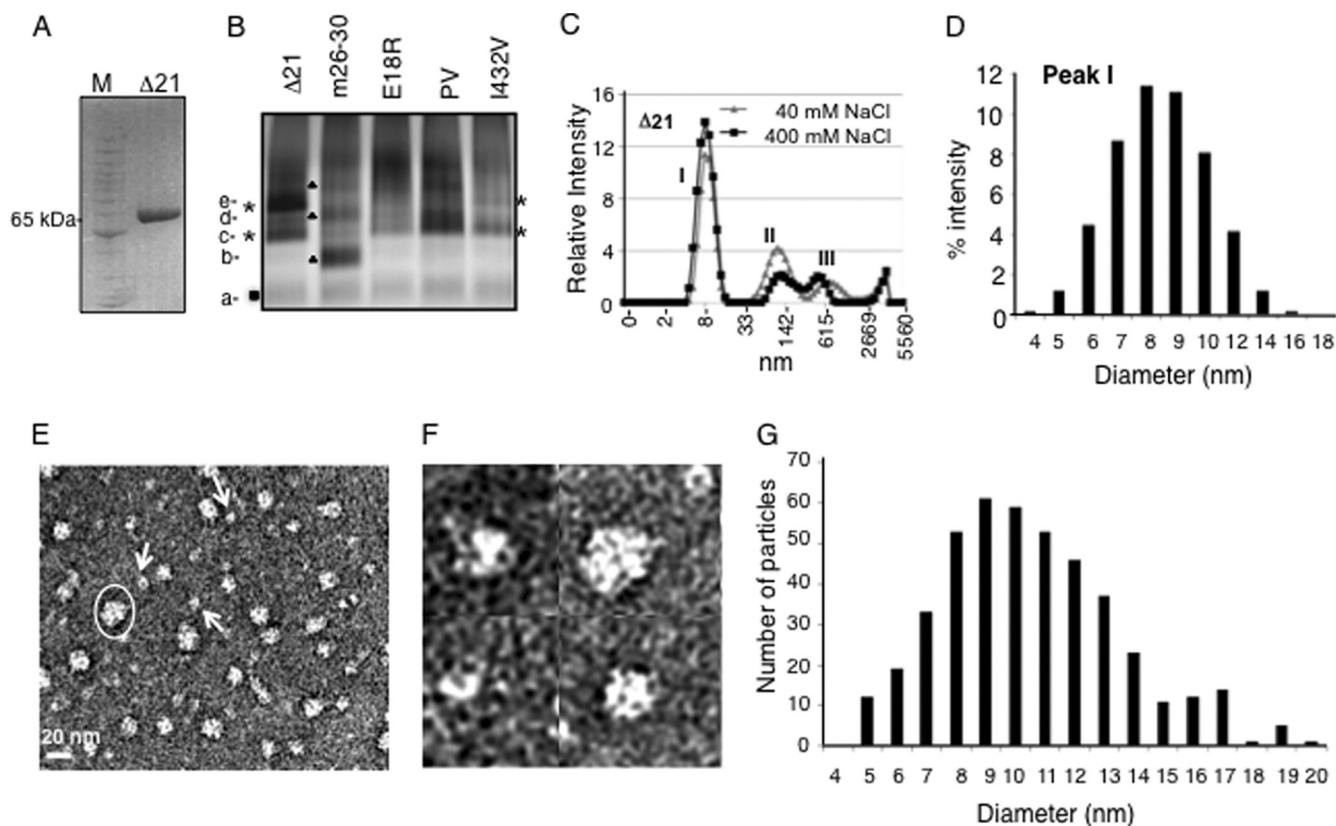 A
M Δ21
65 kDa-
B
Δ21 m26-30 E18R PV I432V
e-
*
d-
c- *
b-
a-
*
*
C
Δ21
40 mM NaCl
400 mM NaCl
Relative Intensity
16
12
8
4
0
I
II
III
0 2 8 33 142 615 2669 5560
nm
D
Peak I
% intensity
12
10
8
6
4
2
0
4 5 6 7 8 9 10 12 14 16 18
Diameter (nm)
E
20 nm
F
G
Number of particles
70
60
50
40
30
20
10
0
4 5 6 7 8 9 10 11 12 13 14 15 16 17 18 19 20
Diameter (nm)